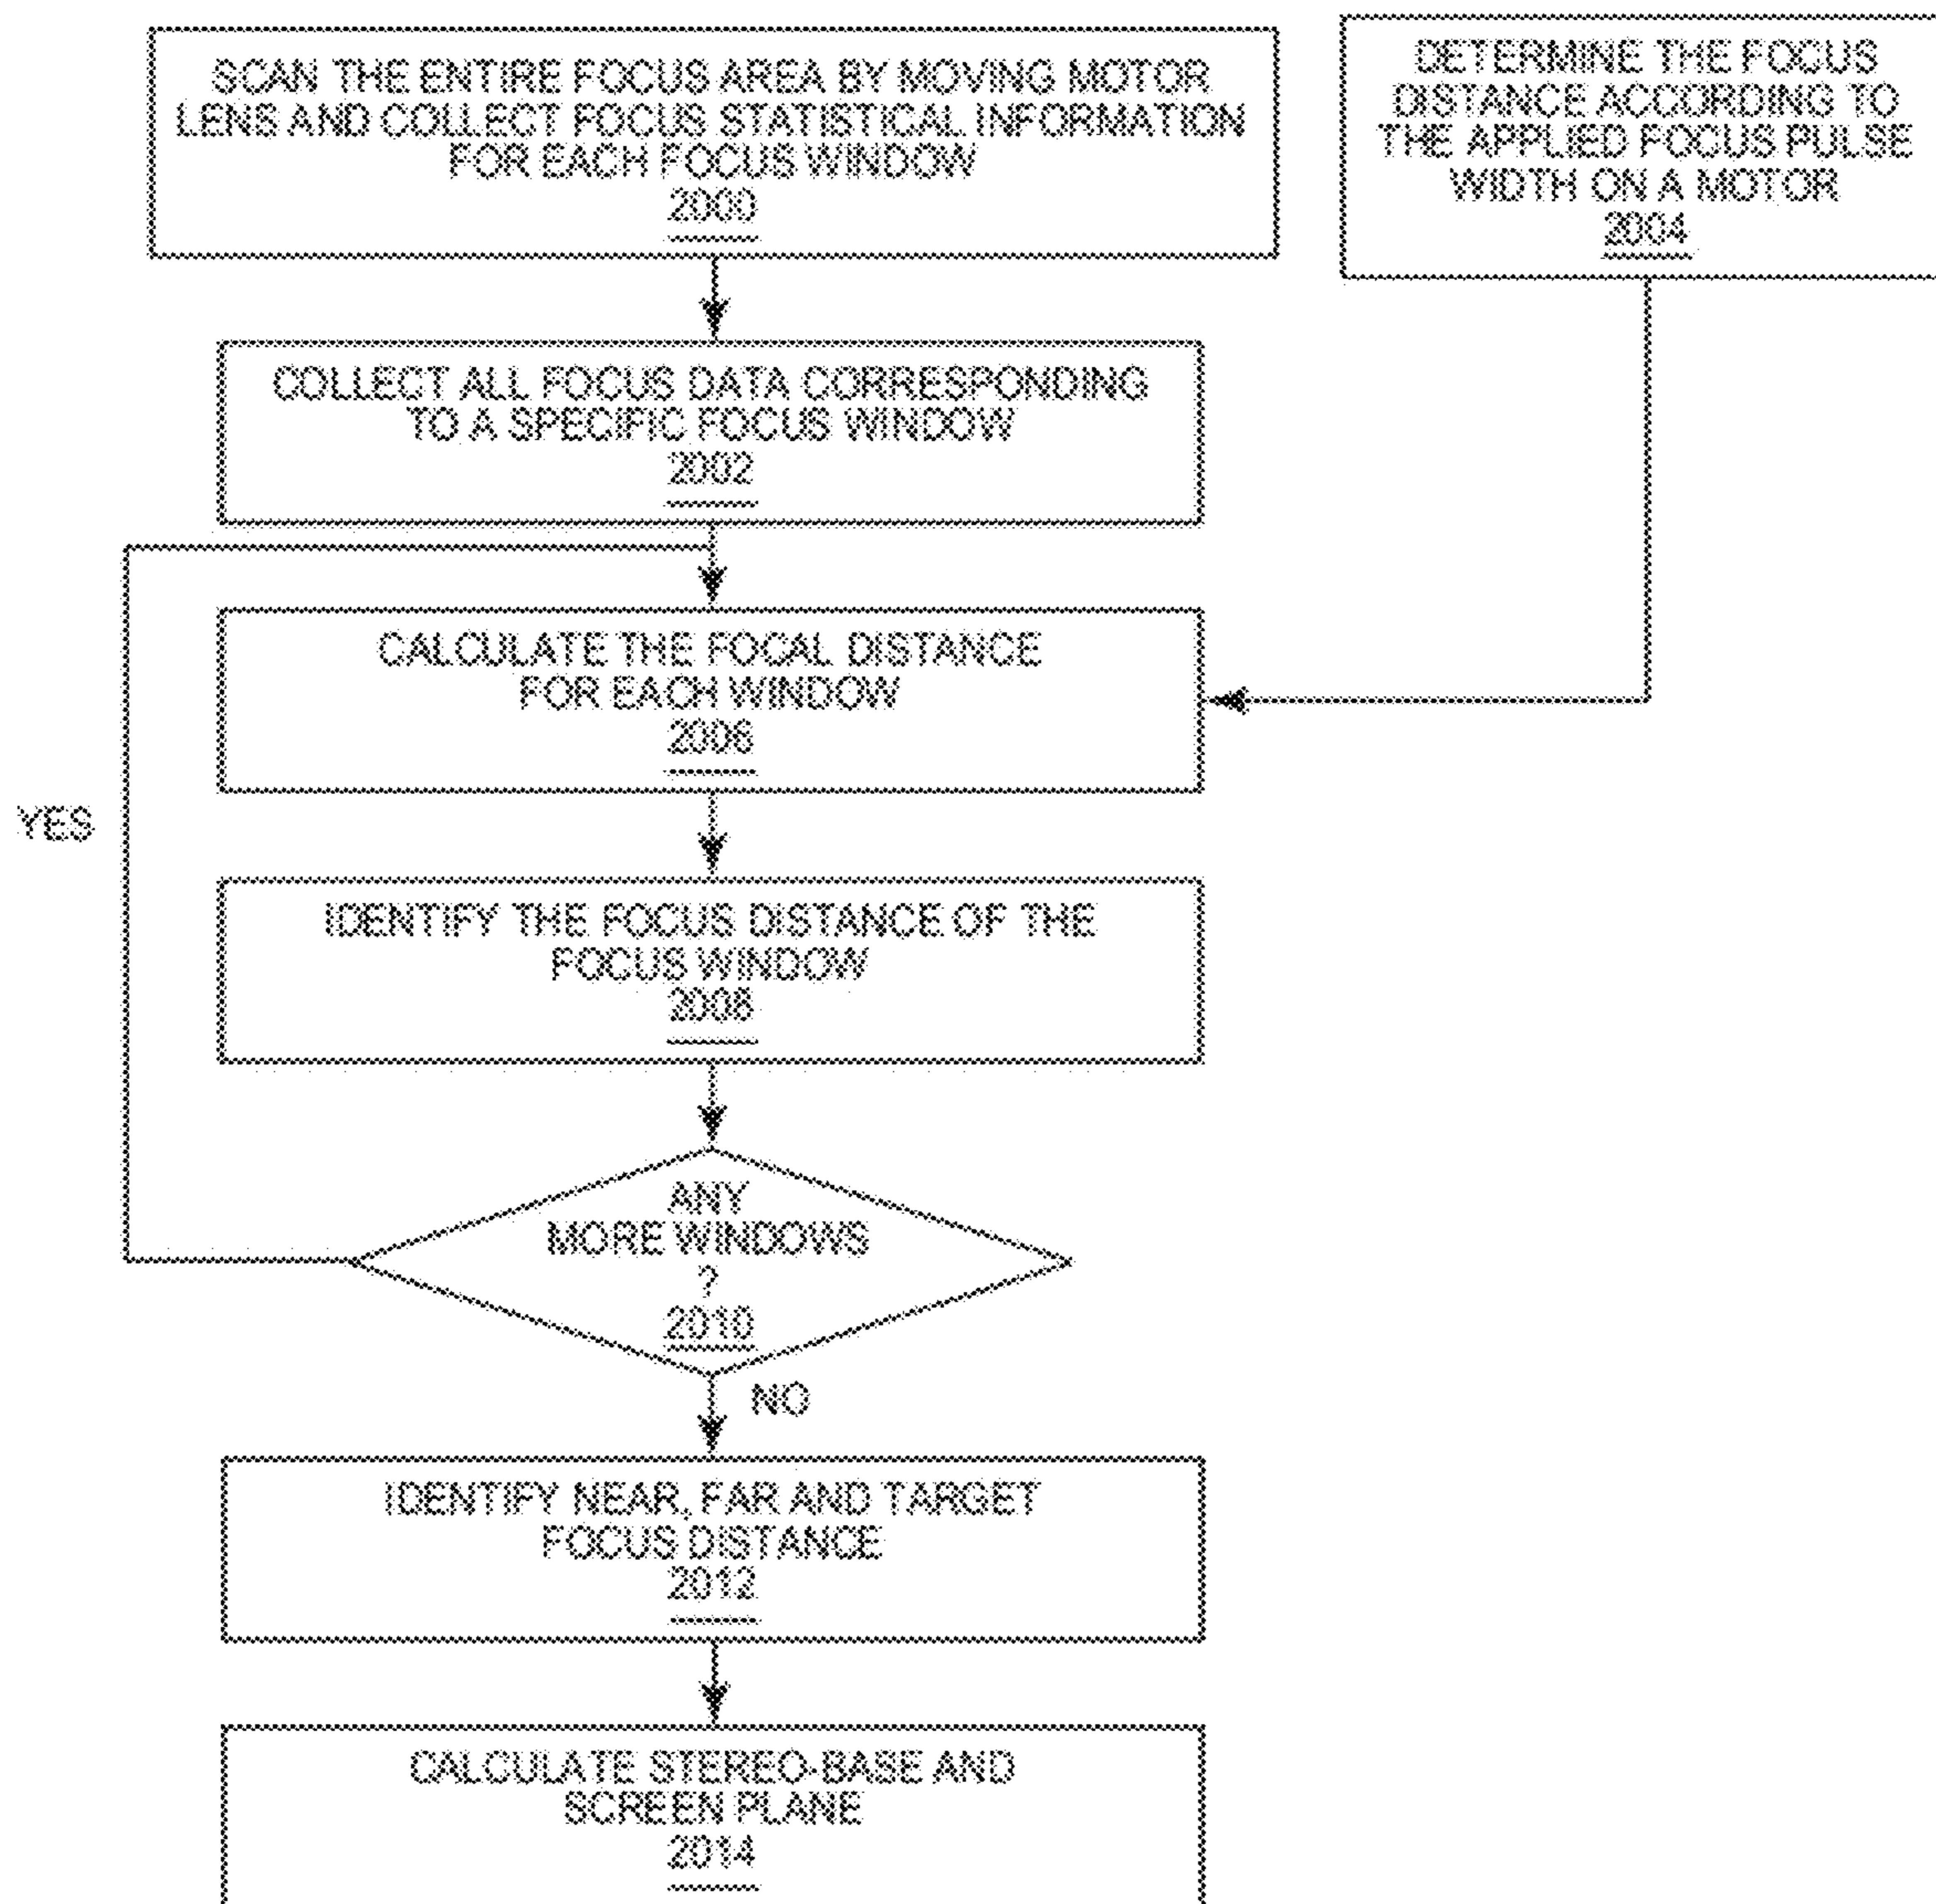 SCAN THE ENTIRE FOCUS AREA BY MOVING MOTOR
LENS AND COLLECT FOCUS STATISTICAL INFORMATION
FOR EACH FOCUS WINDOW
2000
DETERMINE THE FOCUS
DISTANCE ACCORDING TO
THE APPLIED FOCUS PULSE
WIDTH ON A MOTOR
2004
COLLECT ALL FOCUS DATA CORRESPONDING
TO A SPECIFIC FOCUS WINDOW
2002
CALCULATE THE FOCAL DISTANCE
FOR EACH WINDOW
2006
YES
IDENTIFY THE FOCUS DISTANCE OF THE
FOCUS WINDOW
2008
ANY
MORE WINDOWS
?
2010
NO
IDENTIFY NEAR, FAR AND TARGET
FOCUS DISTANCE
2012
CALCULATE STEREO-BASE AND
SCREEN PLANE
2014